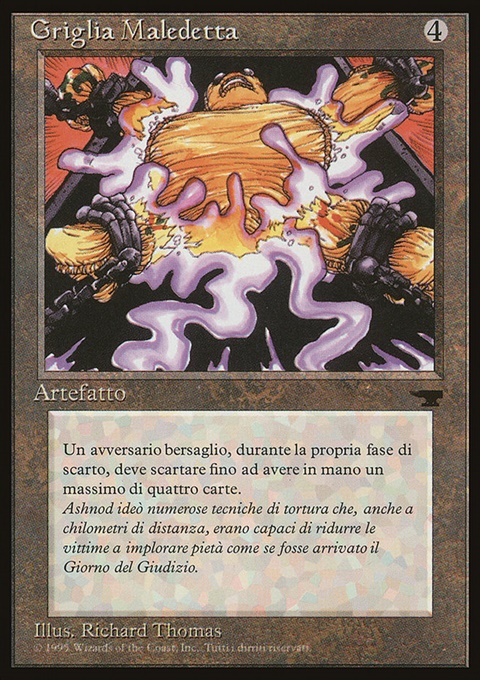 Griglia Maledetta 4
Artefatto
Un avversario bersaglio, durante la propria fase di
scarto, deve scartare fino ad avere in mano un
massimo di quattro carte.
Ashnod ideò numerose tecniche di tortura che, anche a
chilometri di distanza, erano capaci di ridurre le
vittime a implorare pietà come se fosse arrivato il
Giorno del Giudizio.
Illus. Richard Thomas
© 1995 Wizards of the Coast, Inc. Tutti i diritti riservati.